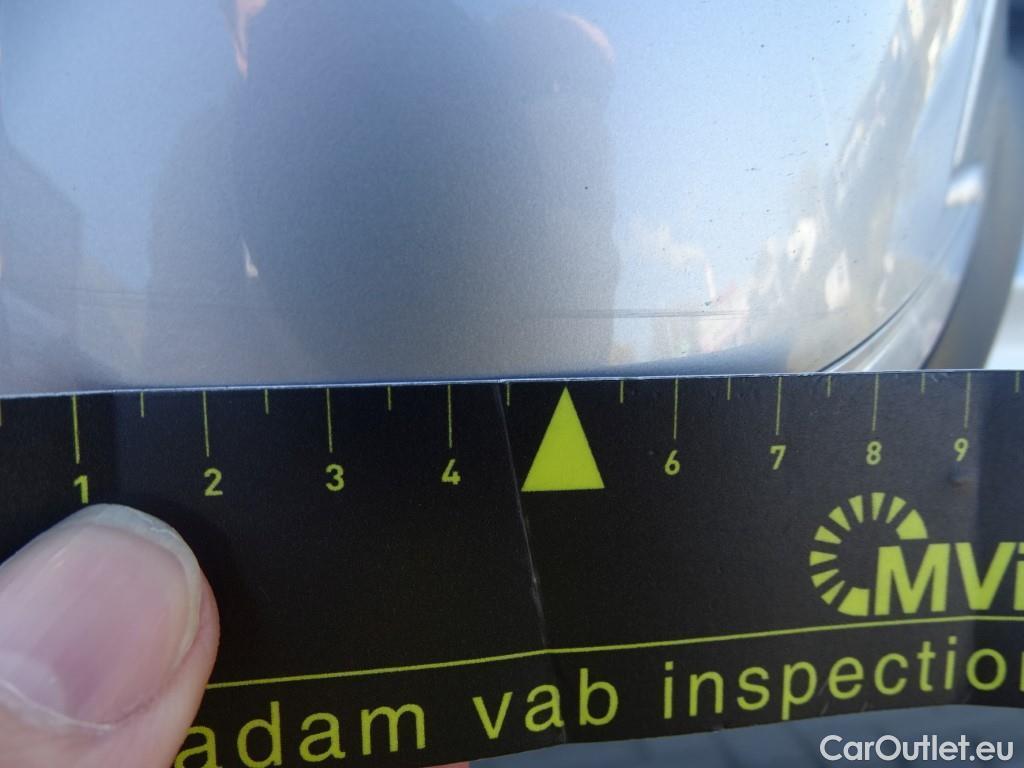 1 2 3 4 6 7 8 9
MVi
adam vab inspection
CarOutlet.eu